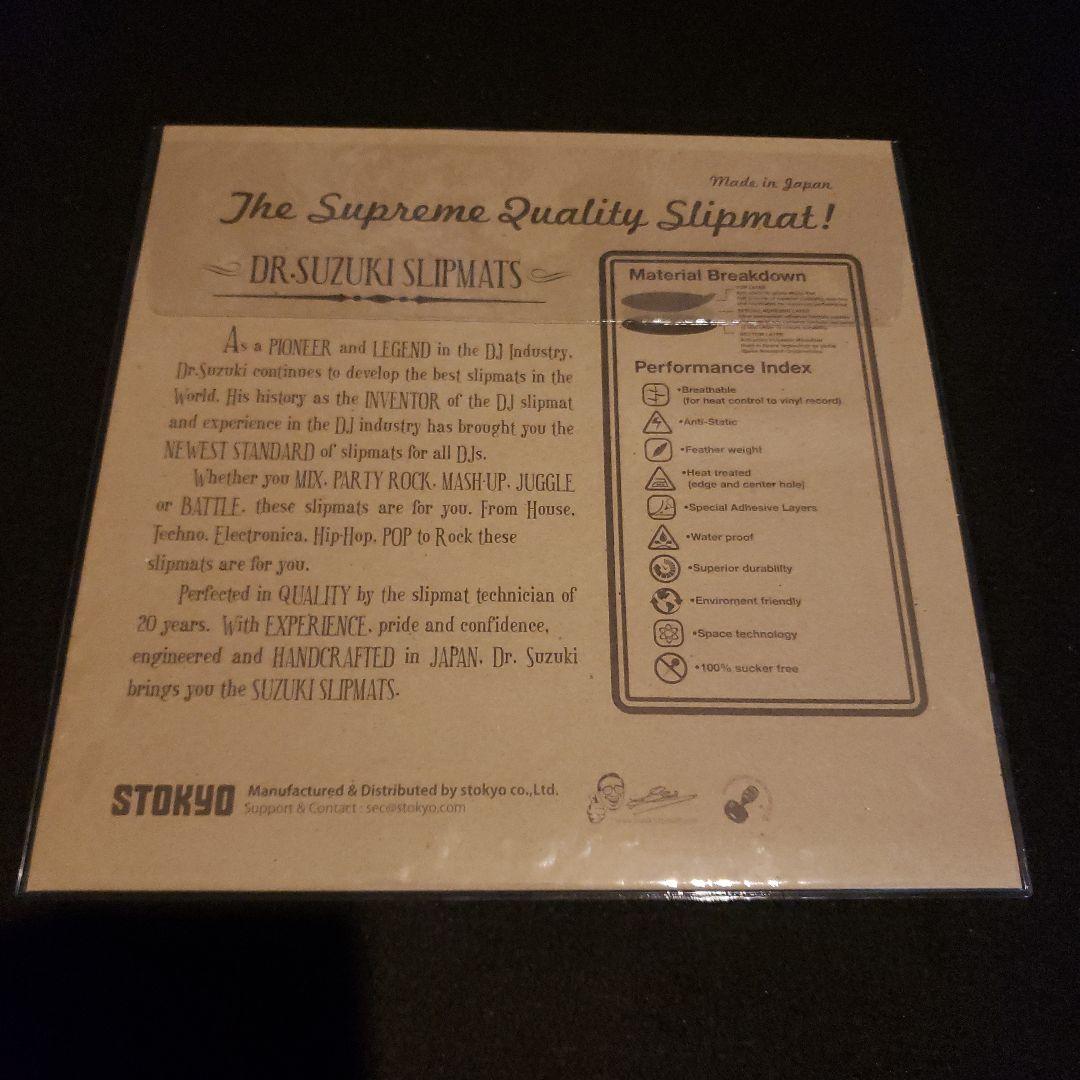 Made in Japan
The Supreme Quality Slipmat!
DR.SUZUKI SLIPMATS
As a PIONEER and LEGEND in the DJ Industry,
Dr.Suzuki continues to develop the best slipmats in the
World. His history as the INVENTOR of the DJ slipmat
and experience in the DJ industry has brought you the
NEWEST STANDARD of slipmats for all DJs.
Whether you MIX, PARTY ROCK, MASH-UP, JUGGLE
or BATTLE, these slipmats are for you. From House,
Techno, Electronica, Hip-Hop, POP to Rock these
slipmats are for you.
Perfected in QUALITY by the slipmat technician of
20 years. With EXPERIENCE, pride and confidence,
engineered and HANDCRAFTED in JAPAN, Dr. Suzuki
brings you the SUZUKI SLIPMATS.
Material Breakdown
TOP LAYER
SPECIAL ADHESIVE LAYER
BOTTOM LAYER
Performance Index
•Breathable
(for heat control to vinyl record)
•Anti-Static
•Feather weight
•Heat treated
(edge and center hole)
•Special Adhesive Layers
•Water proof
•Superior durability
•Enviroment friendly
•Space technology
•100% sucker free
STOKYO
Manufactured & Distributed by stokyo co.,Ltd.
Support & Contact : sec@stokyo.com